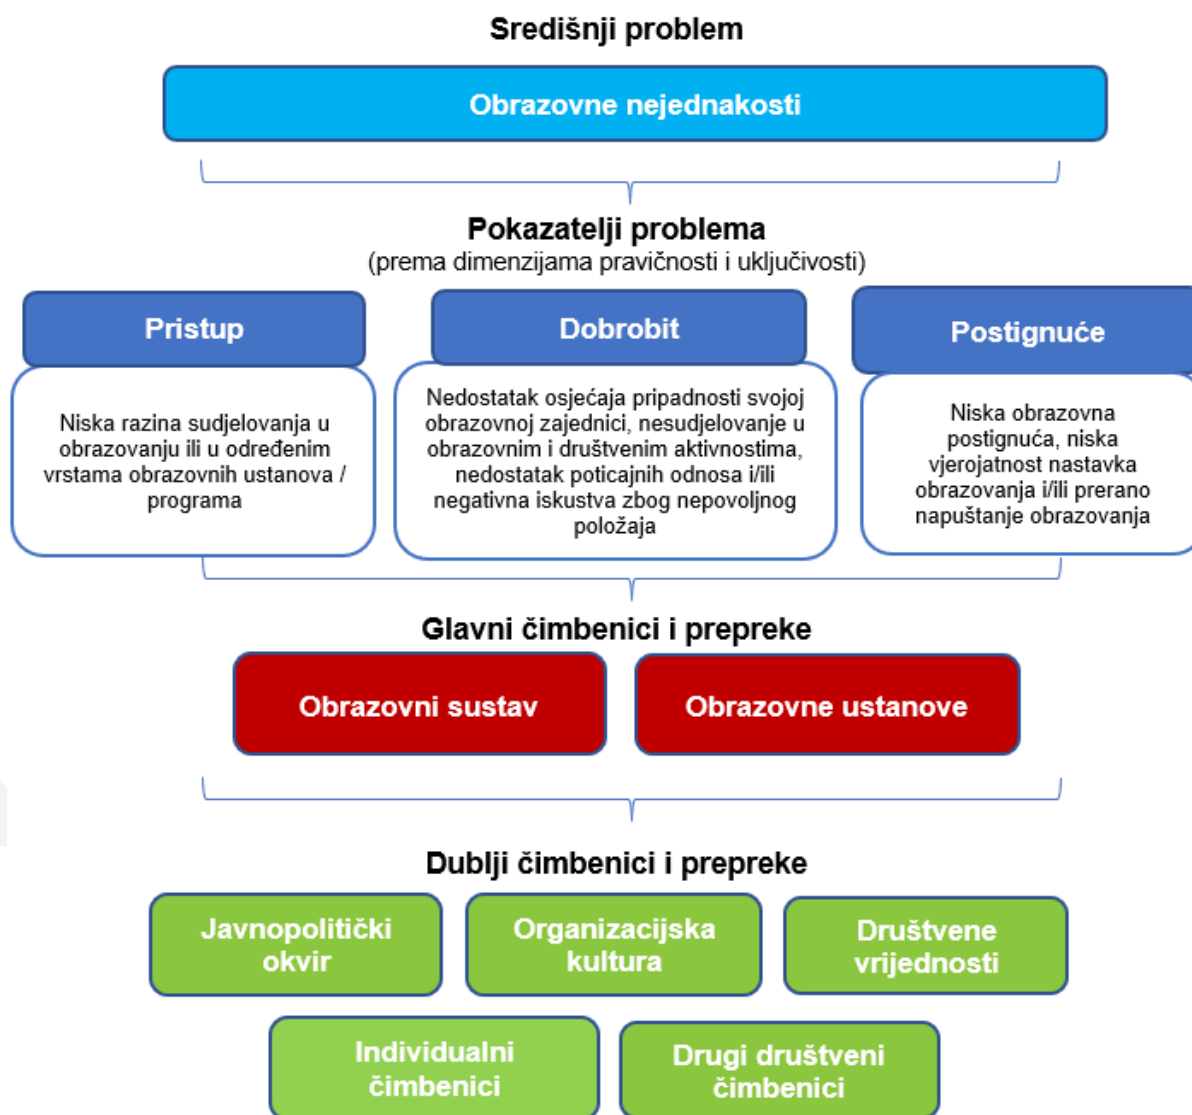 Središnji problem
Obrazovne nejednakosti
Pokazatelji problema
(prema dimenzijama pravičnosti i uključivosti)
Pristup
Niska razina sudjelovanja u
obrazovanju ili u određenim
vrstama obrazovnih ustanova /
programa
Dobrobit
Nedostatak osjećaja pripadnosti svojoj
obrazovnoj zajednici, nesudjelovanje u
obrazovnim i društvenim aktivnostima,
nedostatak poticajnih odnosa i/ili
negativna iskustva zbog nepovoljnog
položaja
Postignuće
Niska obrazovna
postignuća, niska
vjerojatnost nastavka
obrazovanja i/ili prerano
napuštanje obrazovanja
Glavni čimbenici i prepreke
Obrazovni sustav
Obrazovne ustanove
Dublji čimbenici i prepreke
Javnopolitički
okvir
Organizacijska
kultura
Društvene
vrijednosti
Individualni
čimbenici
Drugi društveni
čimbenici